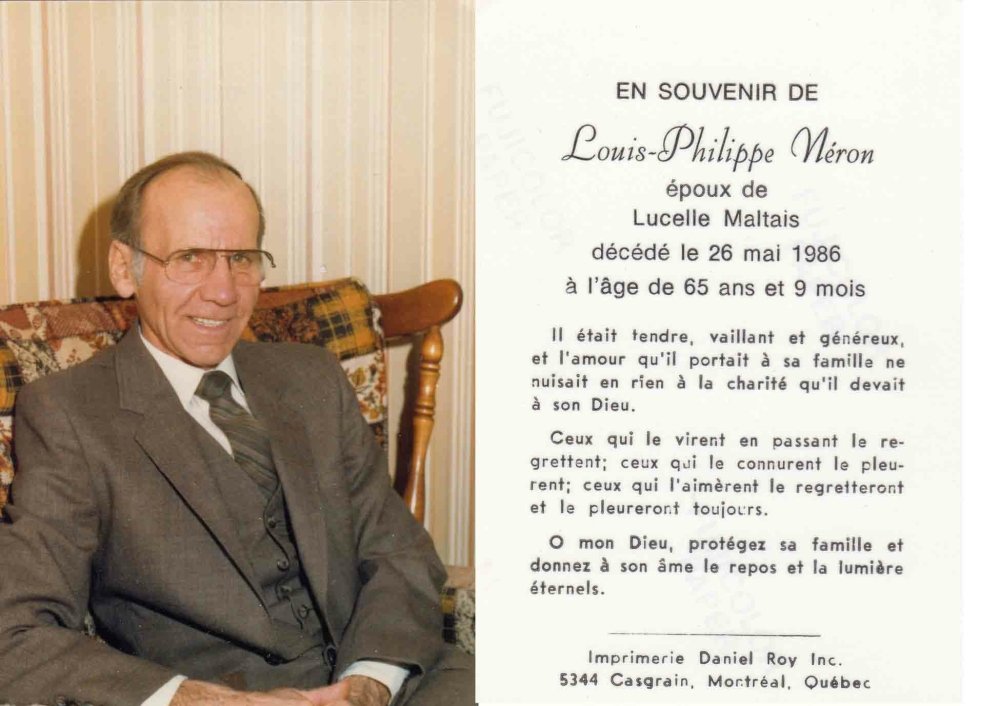 EN SOUVENIR DE
Louis-Philippe Néron
époux de
Lucelle Maltais
décédé le 26 mai 1986
à l'âge de 65 ans et 9 mois
Il était tendre, vaillant et généreux,
et l'amour qu'il portait à sa famille ne
nuisait en rien à la charité qu'il devait
à son Dieu.
Ceux qui le virent en passant le re-
grettent; ceux qui le connurent le pleu-
rent; ceux qui l'aimèrent le regretteront
et le pleureront toujours.
O mon Dieu, protégez sa famille et
donnez à son âme le repos et la lumière
éternels.
Imprimerie Daniel Roy Inc.
5344 Casgrain, Montréal, Québec